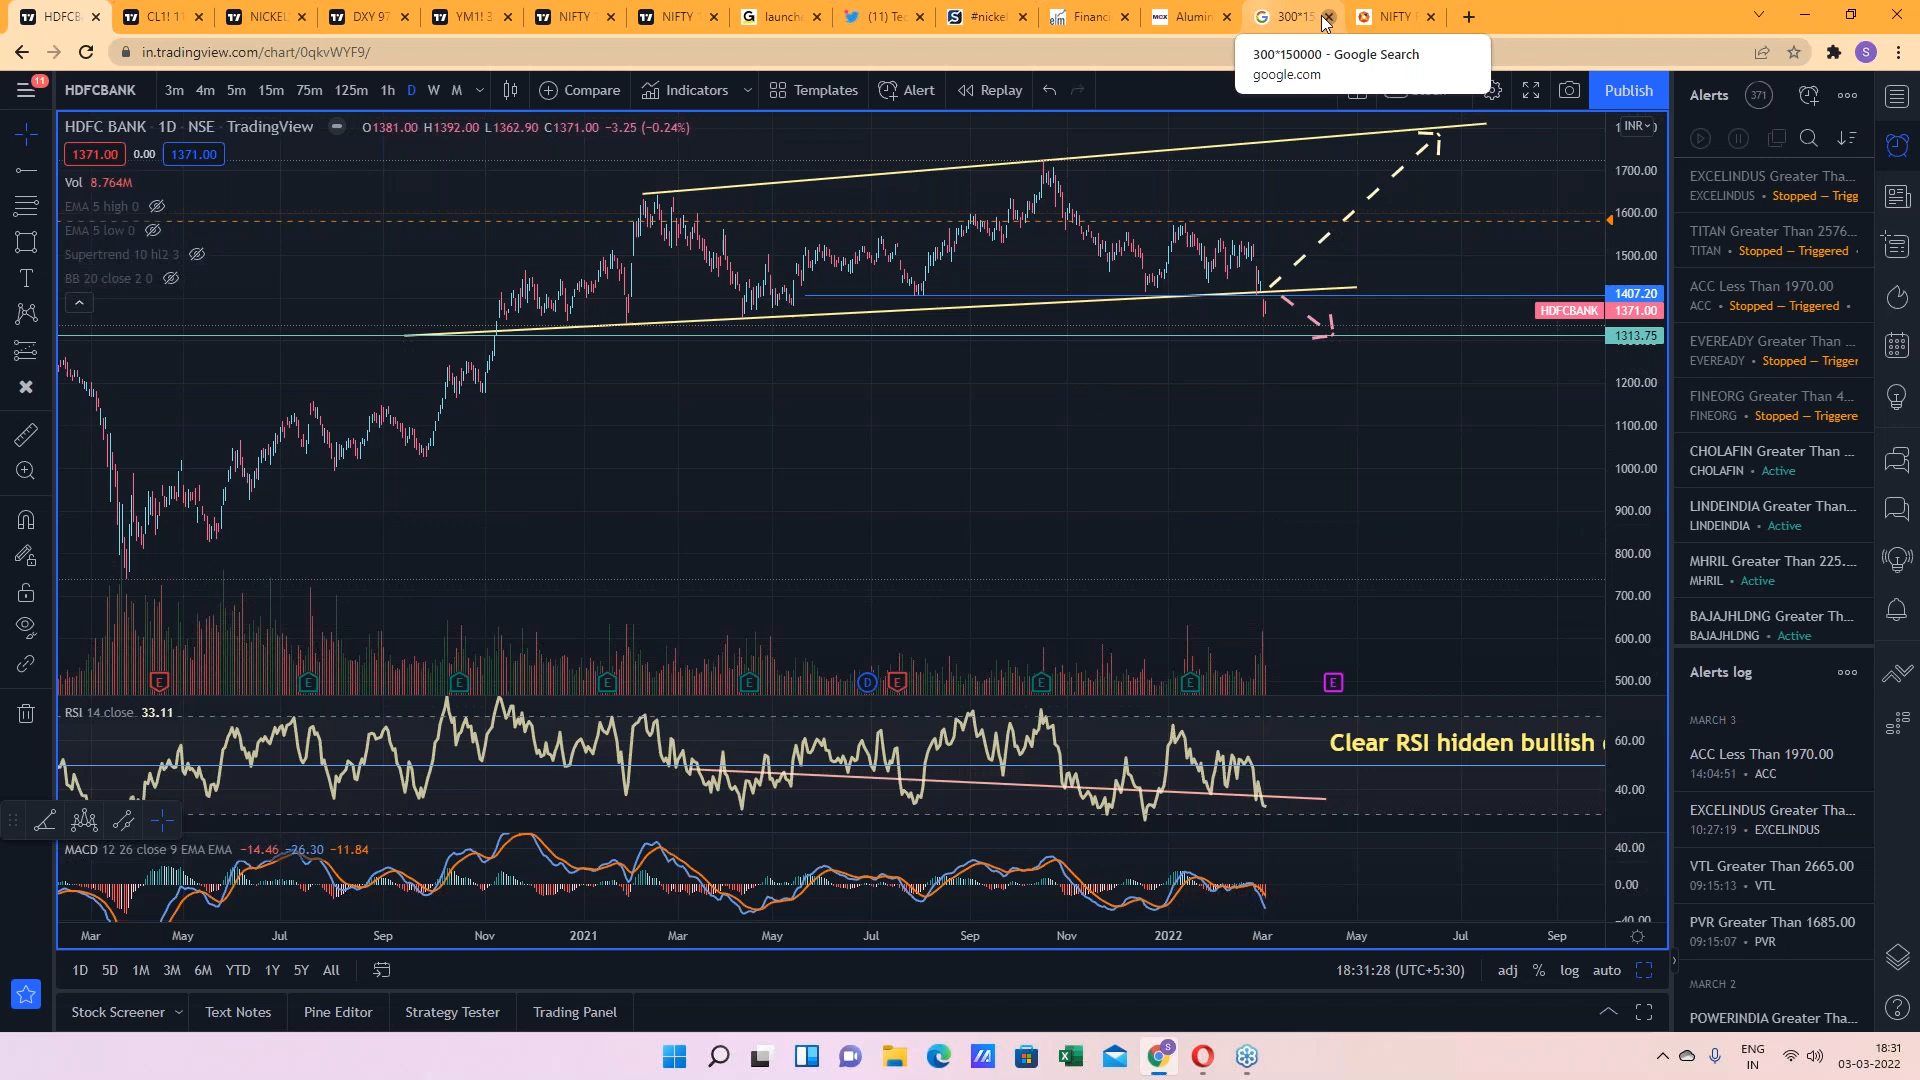 HDFCB
CL1! 1
NICKEL
DXY 97
YM1! 3
NIFTY
NIFTY
launch
(11) Te
#nickel
Financi
Alumin
300*15
NIFTY
in.tradingview.com/chart/0qkvWYF9/
300*150000 - Google Search
google.com
11
HDFCBANK
3m 4m 5m 15m 75m 125m 1h D W M
Compare
Indicators
Templates
Alert
Replay
Publish
HDFC BANK · 1D · NSE · TradingView
O1381.00 H1392.00 L1362.90 C1371.00 −3.25 (−0.24%)
1371.00 0.00 1371.00
Vol 8.764M
EMA 5 high 0
EMA 5 low 0
Supertrend 10 hl2 3
BB 20 close 2 0
INR
1700.00
1600.00
1500.00
1407.20
HDFCBANK 1371.00
1313.75
1200.00
1100.00
1000.00
900.00
800.00
700.00
600.00
500.00
E E E E E D E E E E
RSI 14 close 33.11
Clear RSI hidden bullish
60.00
40.00
MACD 12 26 close 9 EMA EMA −14.46 −26.30 −11.84
40.00
0.00
−40.00
Mar May Jul Sep Nov 2021 Mar May Jul Sep Nov 2022 Mar May Jul Sep
1D 5D 1M 3M 6M YTD 1Y 5Y All
18:31:28 (UTC+5:30)
adj % log auto
Stock Screener
Text Notes
Pine Editor
Strategy Tester
Trading Panel
Alerts 371
EXCELINDUS Greater Tha...
EXCELINDUS • Stopped — Trigg
TITAN Greater Than 2576...
TITAN • Stopped — Triggered •
ACC Less Than 1970.00
ACC • Stopped — Triggered •
EVEREADY Greater Than ...
EVEREADY • Stopped — Trigger
FINEORG Greater Than 4...
FINEORG • Stopped — Triggere
CHOLAFIN Greater Than ...
CHOLAFIN • Active
LINDEINDIA Greater Than...
LINDEINDIA • Active
MHRIL Greater Than 225....
MHRIL • Active
BAJAJHLDNG Greater Th...
BAJAJHLDNG • Active
Alerts log
MARCH 3
ACC Less Than 1970.00
14:04:51 • ACC
EXCELINDUS Greater Tha...
10:27:19 • EXCELINDUS
VTL Greater Than 2665.00
09:15:13 • VTL
PVR Greater Than 1685.00
09:15:07 • PVR
MARCH 2
POWERINDIA Greater Tha...
ENG
IN
18:31
03-03-2022